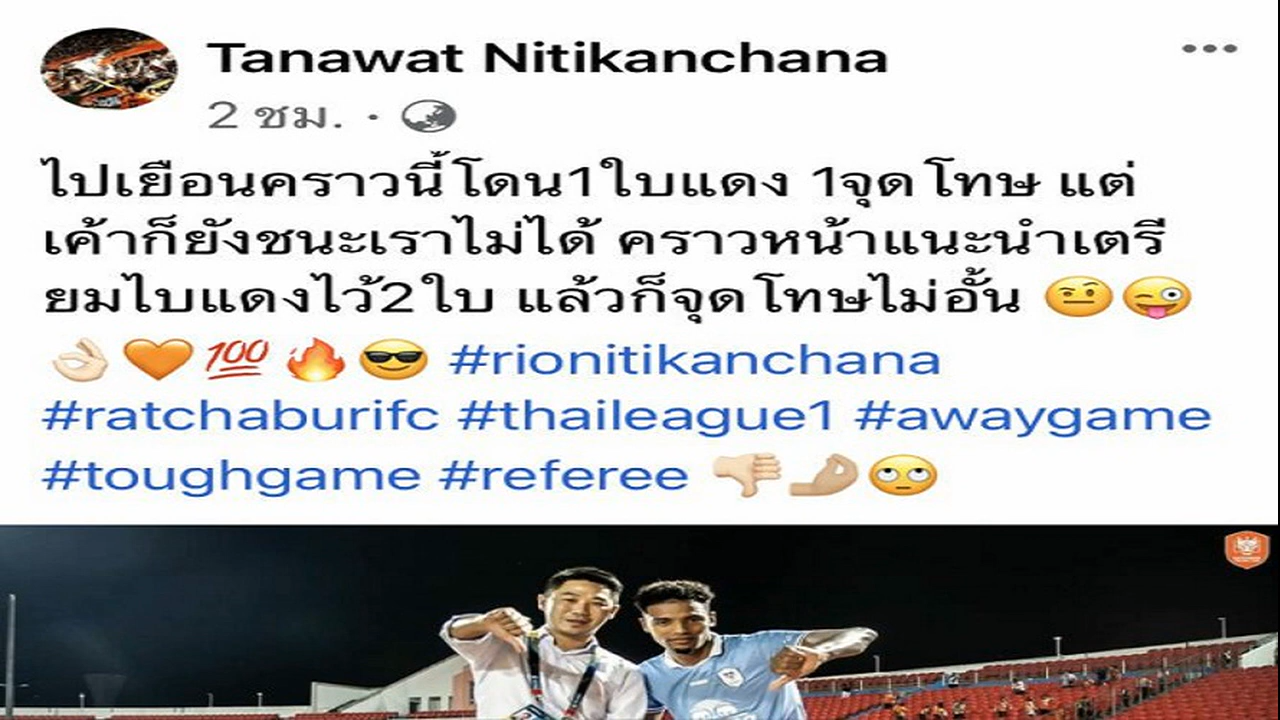 Tanawat Nitikanchana
2 ชม. ·
ไปเยือนคราวนี้โดน1ใบแดง 1จุดโทษ แต่
เค้าก็ยังชนะเราไม่ได้ คราวหน้าแนะนำเตรี
ยมใบแดงไว้2ใบ แล้วก็จุดโทษไม่อั้น 🤨😜
👌🏻🧡💯🔥😎 #rionitikanchana
#ratchaburifc #thaileague1 #awaygame
#toughgame #referee 👎🏻🤌🏼🙄